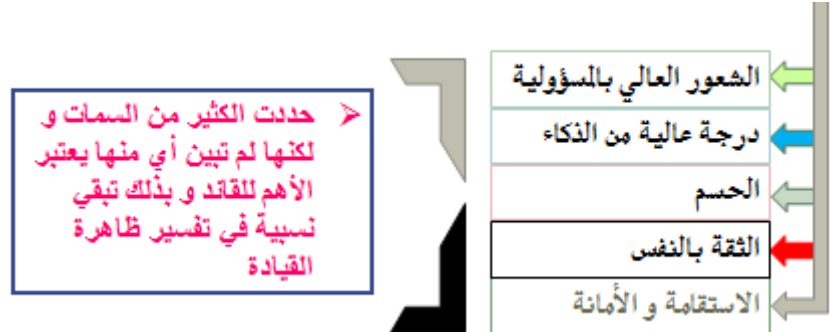 الشعور العالي بالمسؤولية
درجة عالية من الذكاء
الحسم
الثقة بالنفس
الاستقامة و الأمانة
حددت الكثير من السمات و
لكنها لم تبين أي منها يعتبر
الأهم للقائد و بذلك تبقي
نسبية في تفسير ظاهرة
القيادة